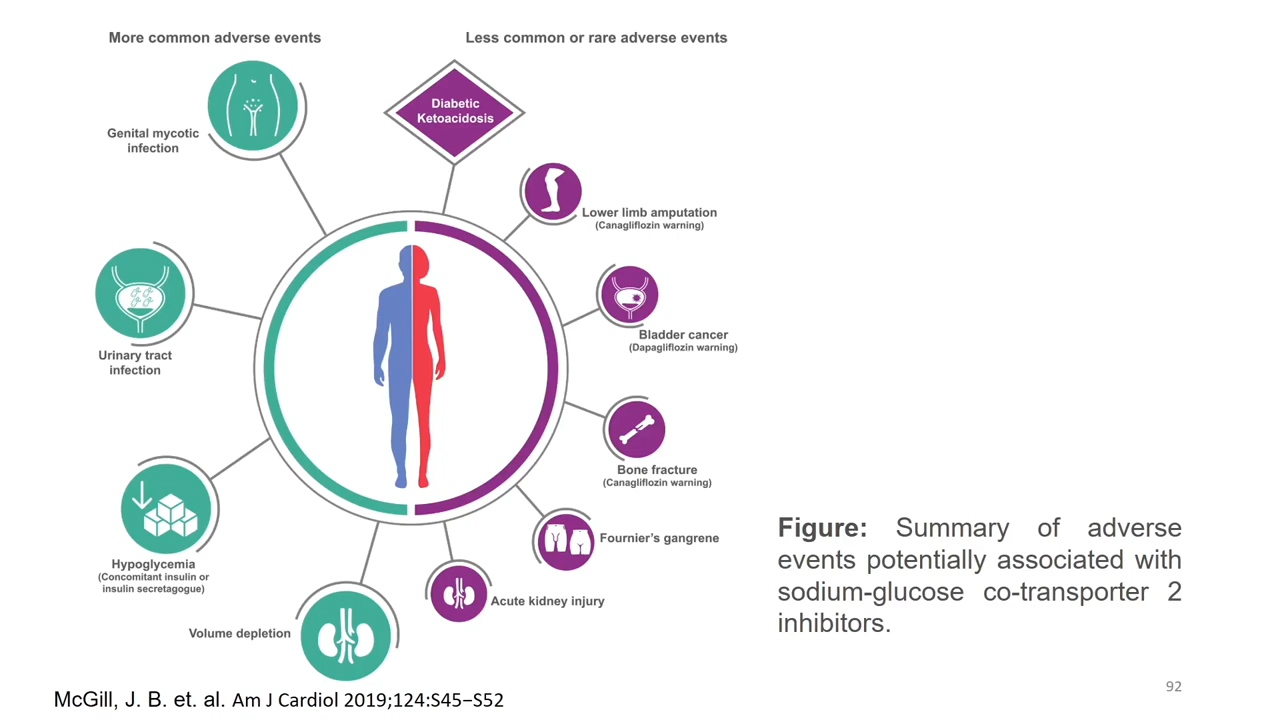 More common adverse events
Less common or rare adverse events
Genital mycotic
infection
Diabetic
Ketoacidosis
Lower limb amputation
(Canagliflozin warning)
Urinary tract
infection
Bladder cancer
(Dapagliflozin warning)
Bone fracture
(Canagliflozin warning)
Hypoglycemia
(Concomitant insulin or
insulin secretagogue)
Fournier's gangrene
Acute kidney injury
Volume depletion
Figure: Summary of adverse
events potentially associated with
sodium-glucose co-transporter 2
inhibitors.
McGill, J. B. et. al. Am J Cardiol 2019;124:S45−S52
92